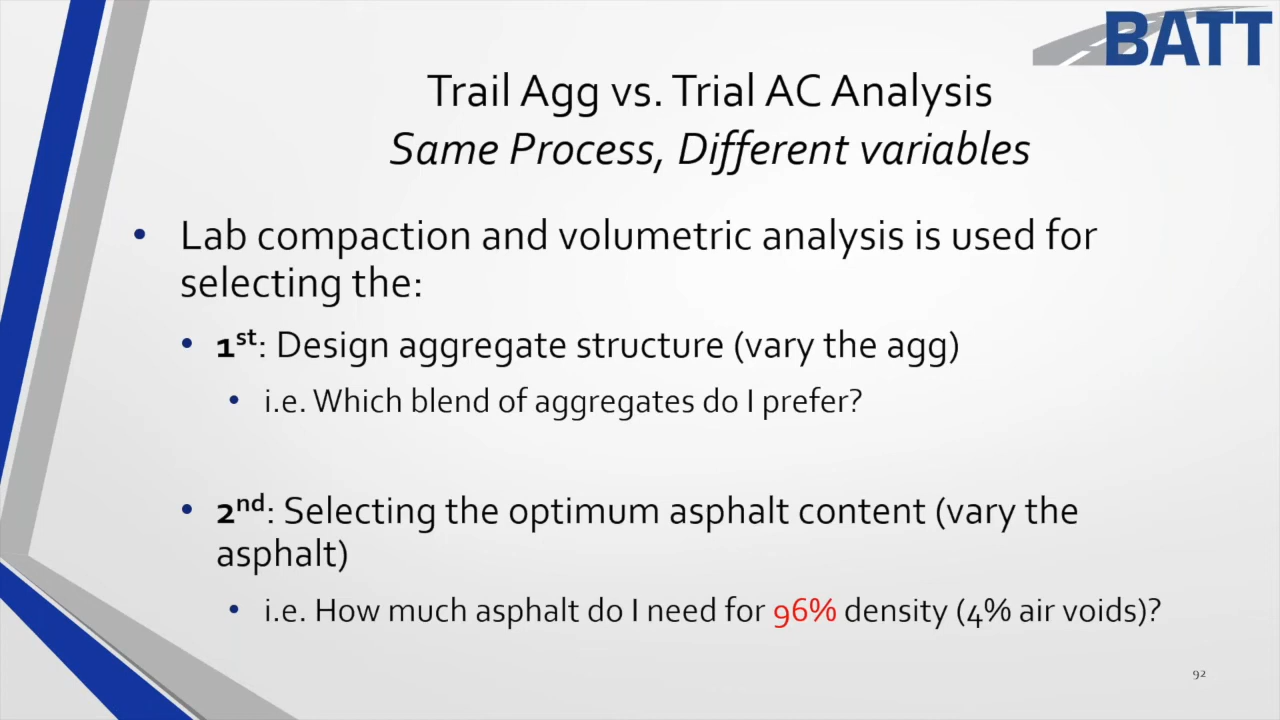 BATT
Trail Agg vs. Trial AC Analysis
Same Process, Different variables
• Lab compaction and volumetric analysis is used for
selecting the:
• 1st: Design aggregate structure (vary the agg)
• i.e. Which blend of aggregates do I prefer?
• 2nd: Selecting the optimum asphalt content (vary the
asphalt)
• i.e. How much asphalt do I need for 96% density (4% air voids)?
92